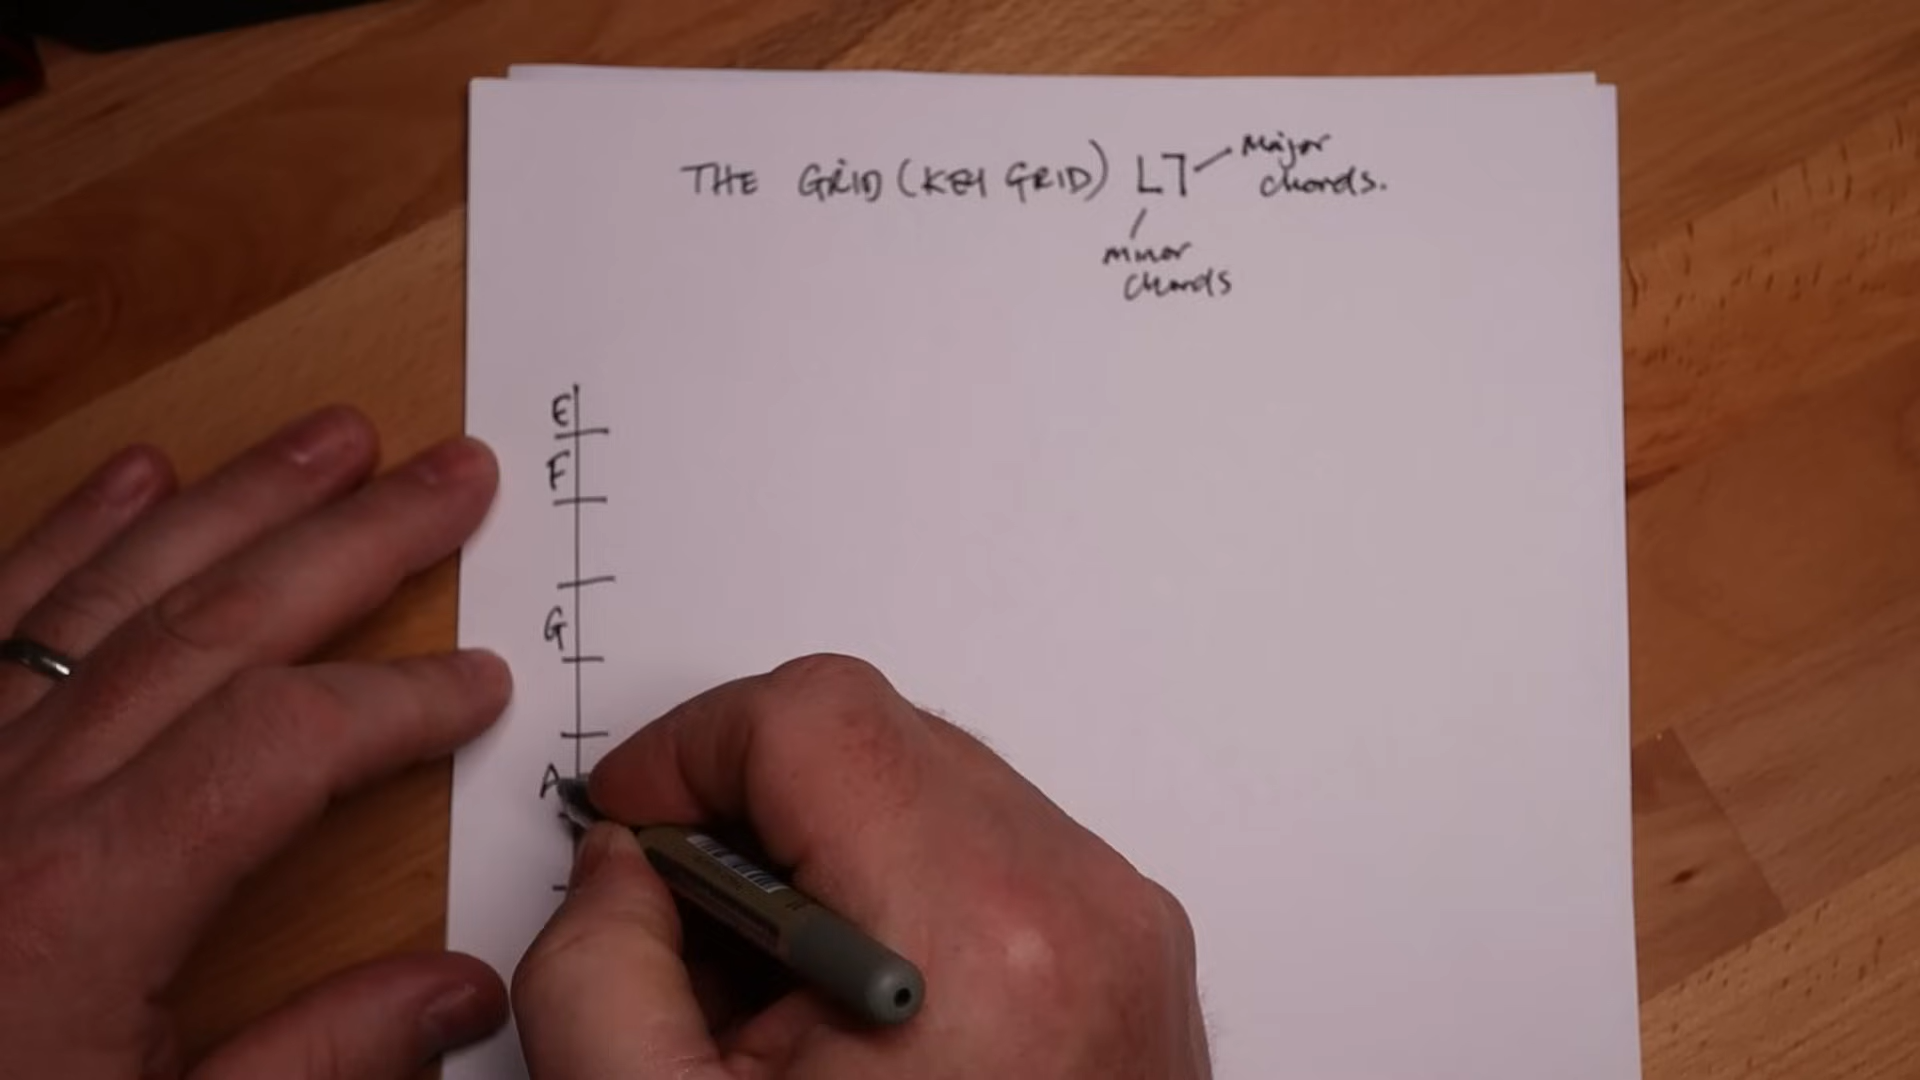 THE GRID (KEY GRID) L7
Major
chords.
minor
chords
E
F
G
A